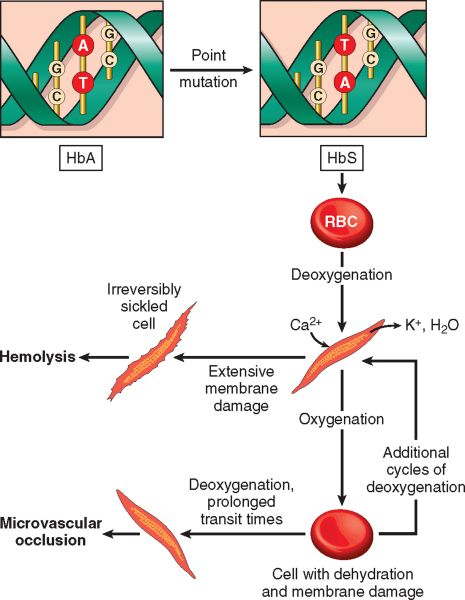 G
A
G
C
T
C
Point
mutation
G
T
G
C
A
C
HbA
HbS
RBC
Deoxygenation
Irreversibly
sickled
cell
Ca2+
K+, H2O
Hemolysis
Extensive
membrane
damage
Oxygenation
Additional
cycles of
deoxygenation
Deoxygenation,
prolonged
transit times
Microvascular
occlusion
Cell with dehydration
and membrane damage